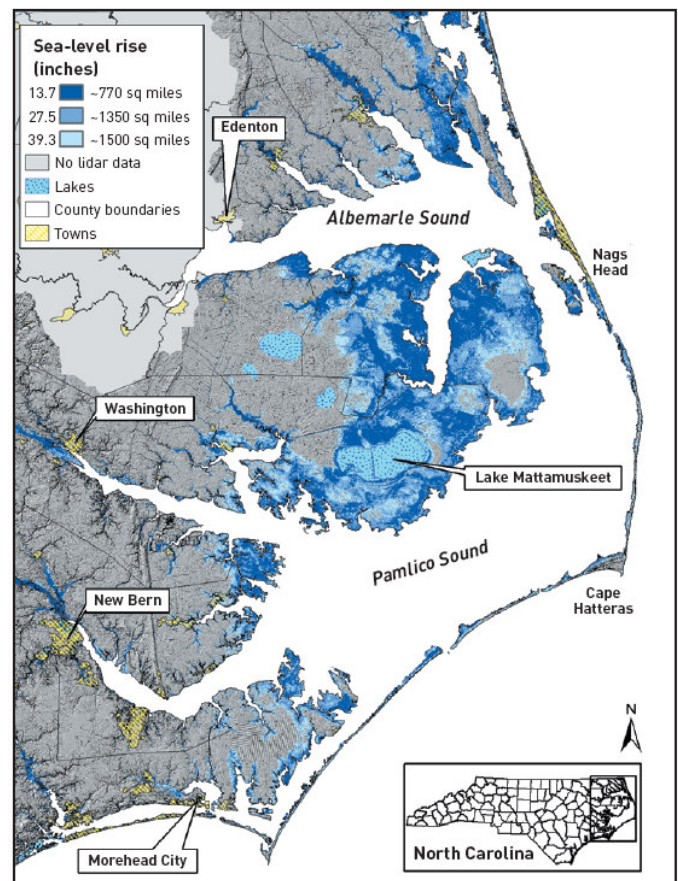 Sea-level rise
(inches)
13.7 ~770 sq miles
27.5 ~1350 sq miles
39.3 ~1500 sq miles
No lidar data
Lakes
County boundaries
Towns
Edenton
Albemarle Sound
Nags
Head
Washington
Lake Mattamuskeet
Pamlico Sound
New Bern
Cape
Hatteras
N
Morehead City
North Carolina